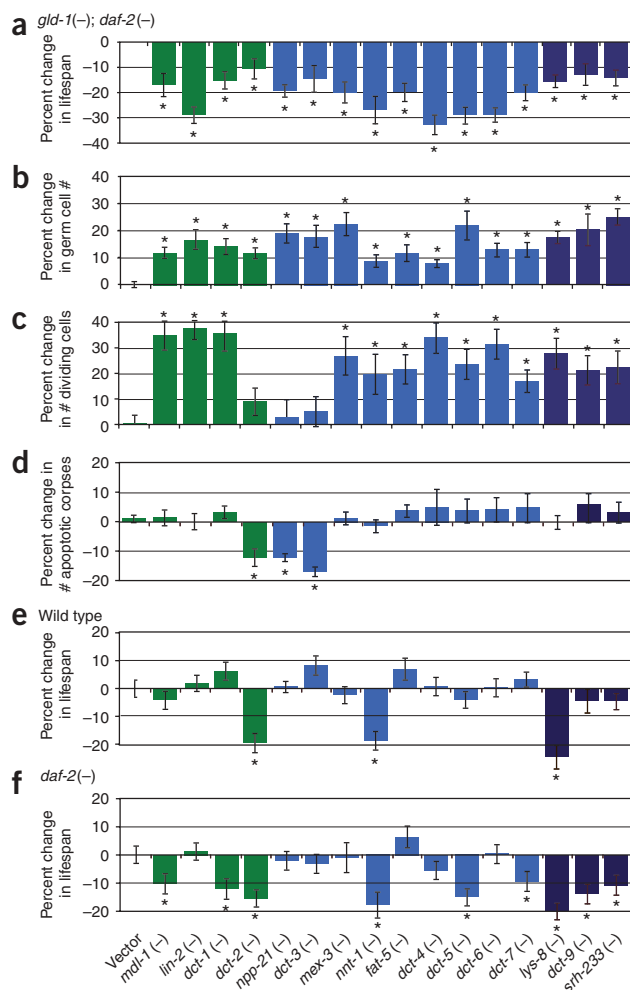 a gld-1(–); daf-2(–)
Percent change
in lifespan
0
–10
–20
–30
–40
* * * * * * * * * * * * * * * *
b
Percent change
in germ cell #
40
30
20
10
0
* * * * * * * * * * * * * * * *
c
Percent change
in # dividing cells
40
30
20
10
0
* * * * * * * * * * * * *
d
Percent change in
# apoptotic corpses
20
10
0
–10
–20
* * *
e Wild type
Percent change
in lifespan
20
10
0
–10
–20
* * *
f daf-2(–)
Percent change
in lifespan
20
10
0
–10
–20
* * * * * * * * *
Vector
mdl-1 (–)
lin-2 (–)
dct-1 (–)
dct-2 (–)
npp-21 (–)
dct-3 (–)
mex-3 (–)
nnt-1 (–)
fat-5 (–)
dct-4 (–)
dct-5 (–)
dct-6 (–)
dct-7 (–)
lys-8 (–)
dct-9 (–)
srh-233 (–)